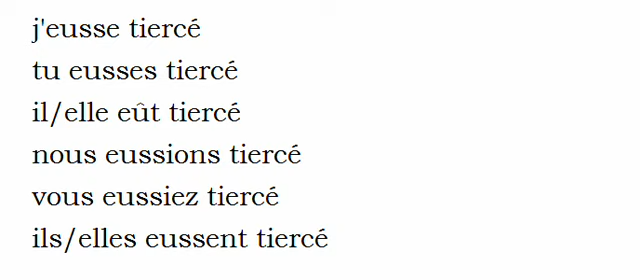 j'eusse tiercé
tu eusses tiercé
il/elle eût tiercé
nous eussions tiercé
vous eussiez tiercé
ils/elles eussent tiercé